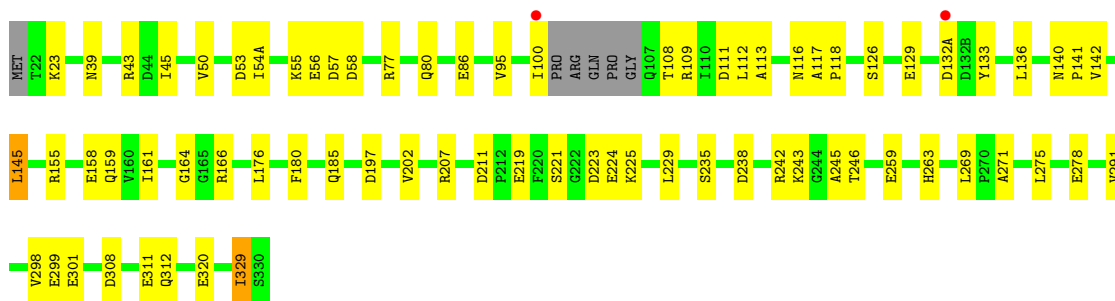 MET T22 K23 N39 R43 D44 I45 V50 D53 I54A K55 E56 D57 D58 R77 Q80 E86 V95 I100 PRO ARG GLN PRO GLY Q107 T108 R109 I110 D111 L112 A113 N116 A117 P118 S126 E129 D132A D132B Y133 L136 N140 P141 V142
L145 R155 E158 Q159 V160 I161 G164 G165 R166 L176 F180 Q185 D197 V202 R207 D211 P212 E219 F220 S221 G222 D223 E224 K225 L229 S235 D238 R242 K243 G244 A245 T246 E259 H263 L269 P270 A271 L275 E278 V291
V298 E299 E301 D308 E311 Q312 E320 I329 S330